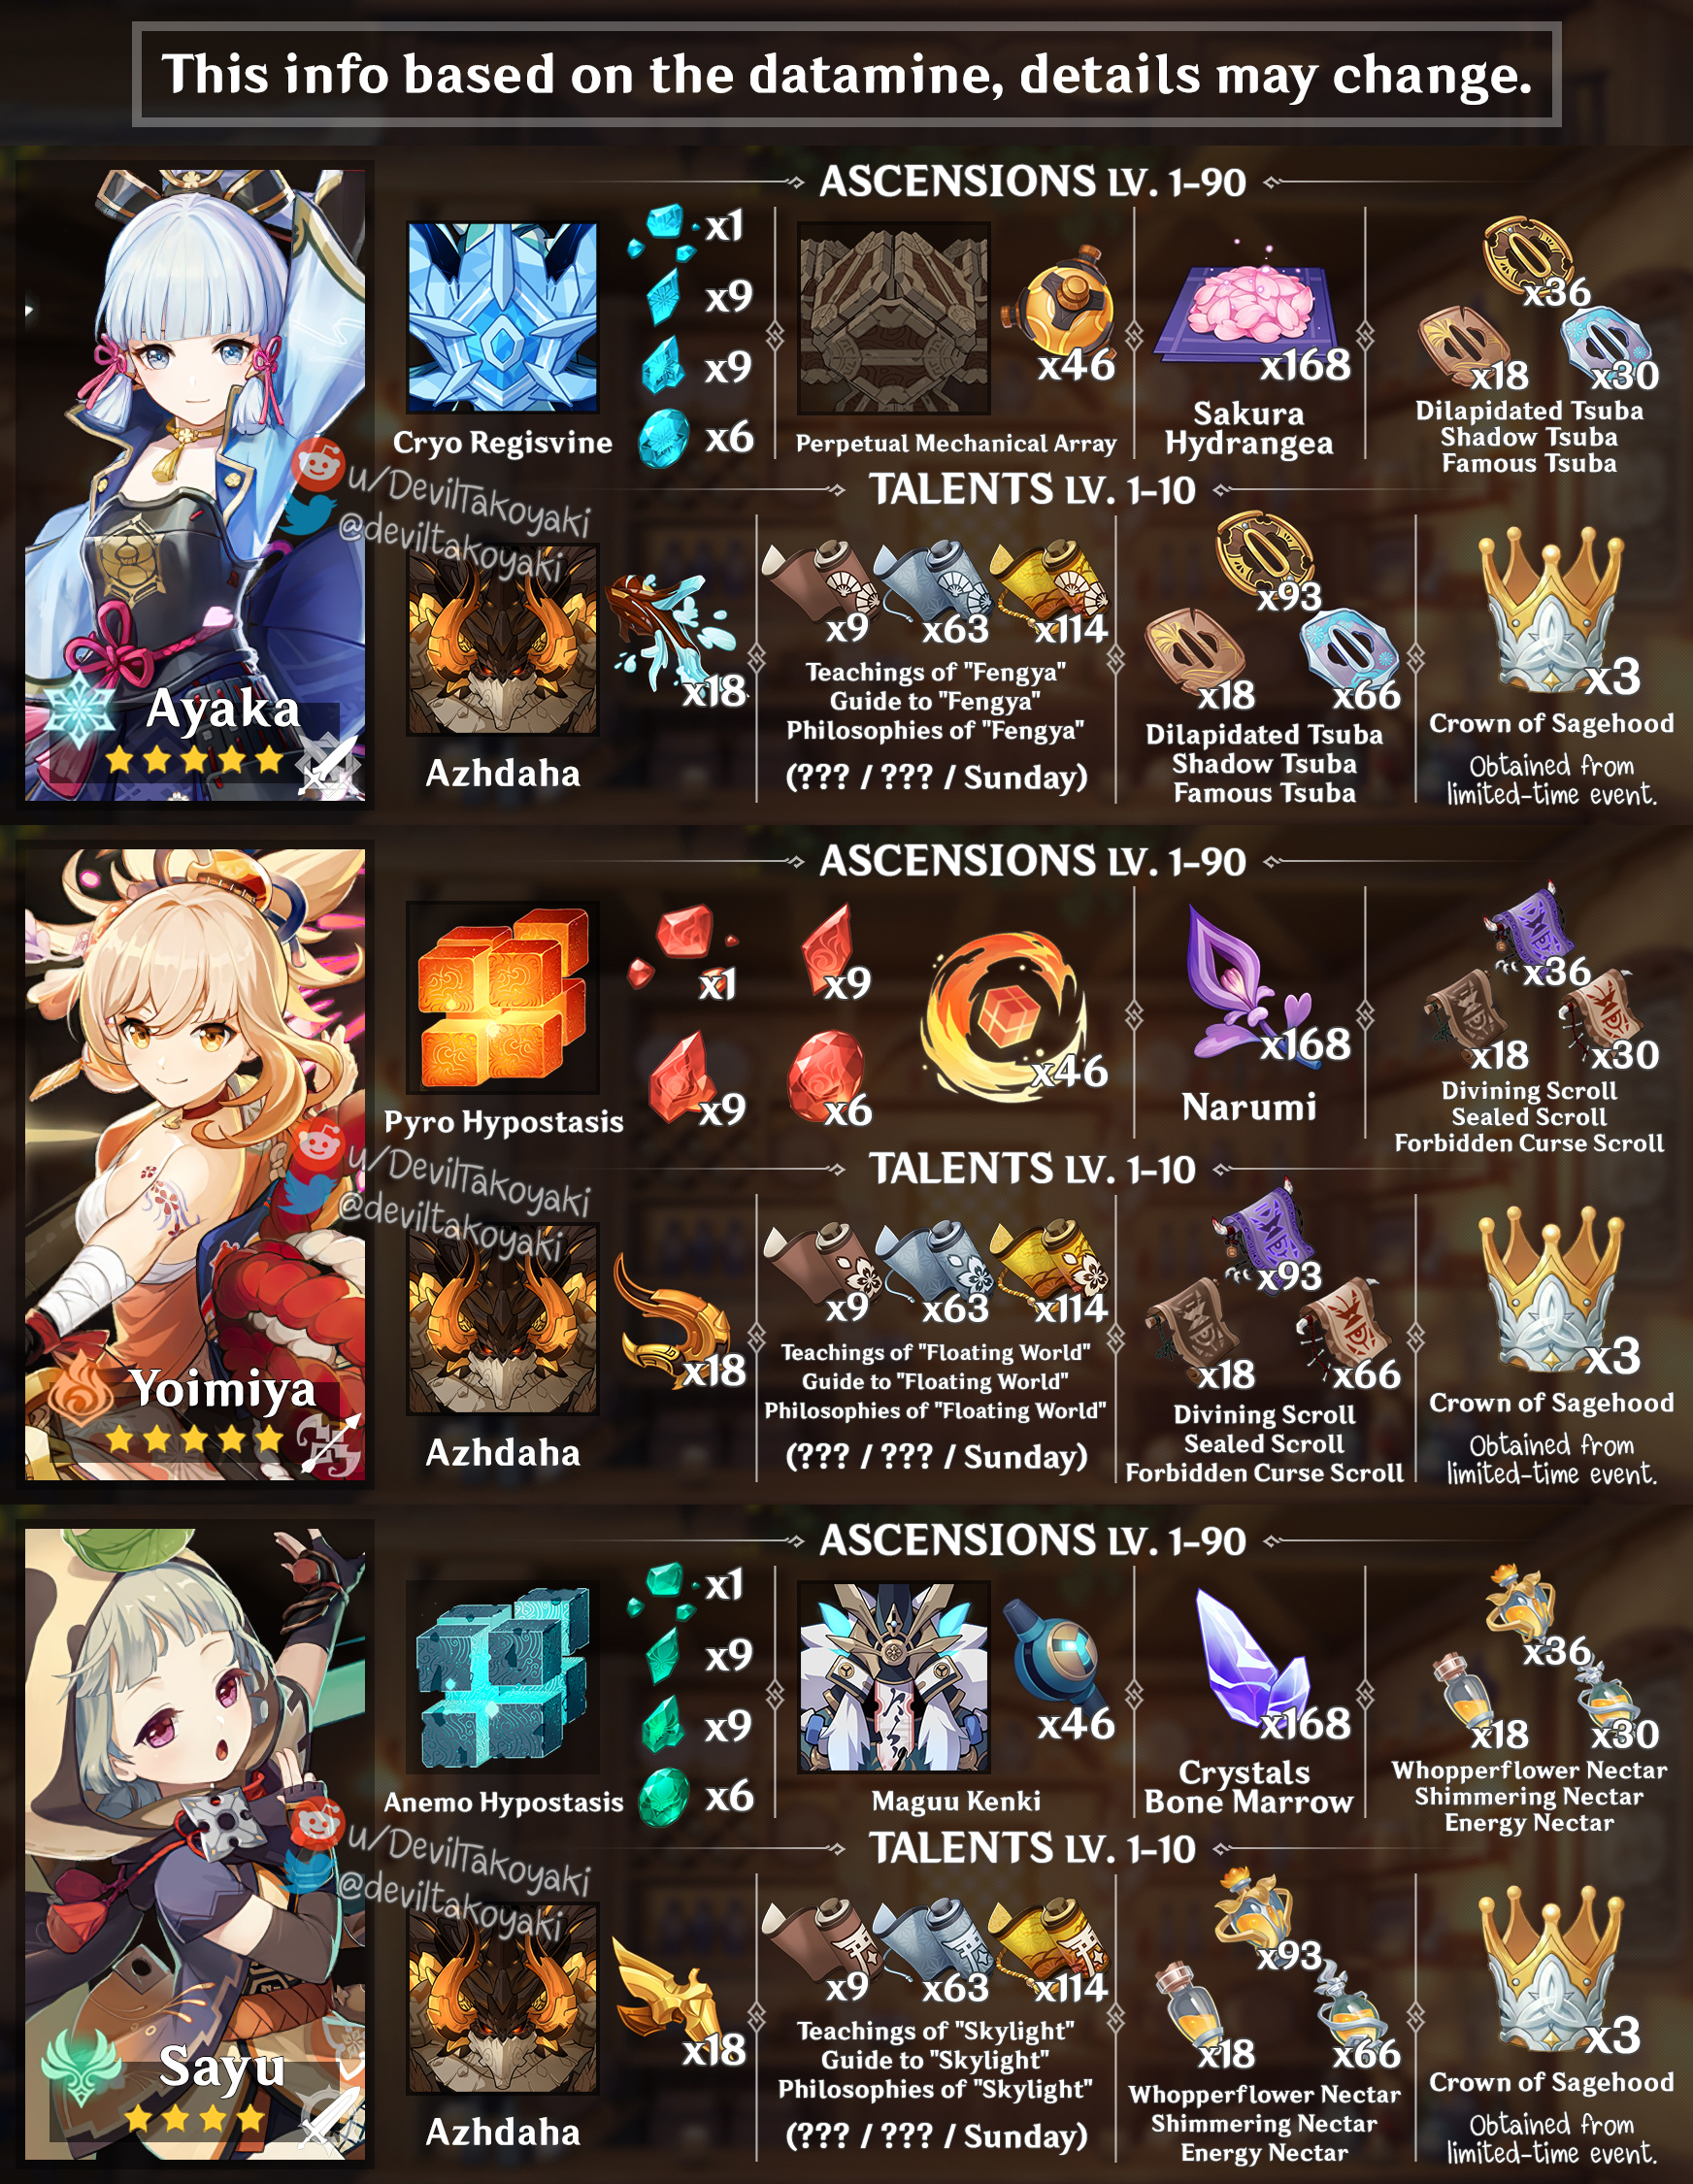 This info based on the datamine, details may change.
ASCENSIONS LV. 1-90
x1
x9
x9
x6
Cryo Regisvine
x46
Perpetual Mechanical Array
x168
Sakura
Hydrangea
x36
x18
x30
Dilapidated Tsuba
Shadow Tsuba
Famous Tsuba
u/DevilTakoyaki
@deviltakoyaki
TALENTS LV. 1-10
Azhdaha
x18
x9
x63
x114
Teachings of "Fengya"
Guide to "Fengya"
Philosophies of "Fengya"
(??? / ??? / Sunday)
x93
x18
x66
Dilapidated Tsuba
Shadow Tsuba
Famous Tsuba
x3
Crown of Sagehood
Obtained from
limited-time event.
Ayaka
ASCENSIONS LV. 1-90
Pyro Hypostasis
x1
x9
x9
x6
x46
x168
Narumi
x36
x18
x30
Divining Scroll
Sealed Scroll
Forbidden Curse Scroll
u/DevilTakoyaki
@deviltakoyaki
TALENTS LV. 1-10
Azhdaha
x18
x9
x63
x114
Teachings of "Floating World"
Guide to "Floating World"
Philosophies of "Floating World"
(??? / ??? / Sunday)
x93
x18
x66
Divining Scroll
Sealed Scroll
Forbidden Curse Scroll
x3
Crown of Sagehood
Obtained from
limited-time event.
Yoimiya
ASCENSIONS LV. 1-90
Anemo Hypostasis
x1
x9
x9
x6
x46
Maguu Kenki
x168
Crystals
Bone Marrow
x36
x18
x30
Whopperflower Nectar
Shimmering Nectar
Energy Nectar
u/DevilTakoyaki
@deviltakoyaki
TALENTS LV. 1-10
Azhdaha
x18
x9
x63
x114
Teachings of "Skylight"
Guide to "Skylight"
Philosophies of "Skylight"
(??? / ??? / Sunday)
x93
x18
x66
Whopperflower Nectar
Shimmering Nectar
Energy Nectar
x3
Crown of Sagehood
Obtained from
limited-time event.
Sayu